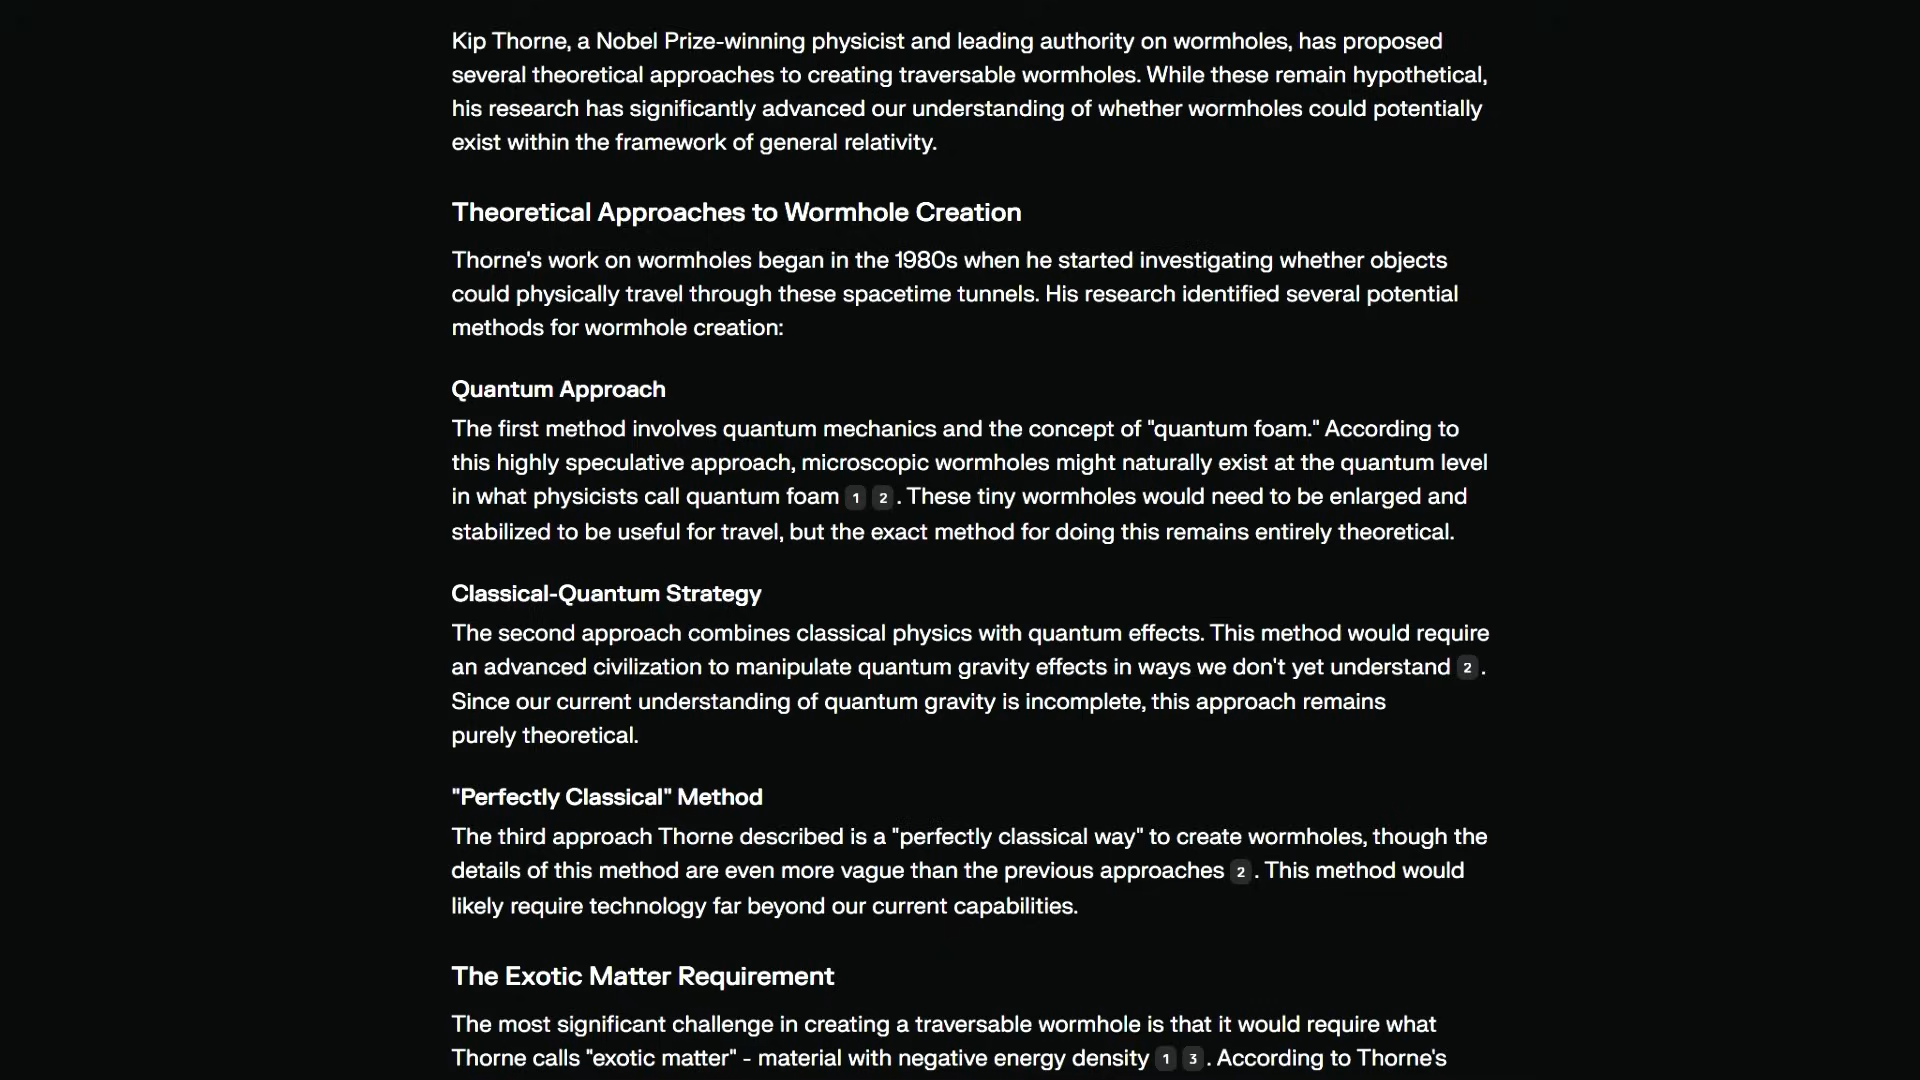 Kip Thorne, a Nobel Prize-winning physicist and leading authority on wormholes, has proposed
several theoretical approaches to creating traversable wormholes. While these remain hypothetical,
his research has significantly advanced our understanding of whether wormholes could potentially
exist within the framework of general relativity.
Theoretical Approaches to Wormhole Creation
Thorne's work on wormholes began in the 1980s when he started investigating whether objects
could physically travel through these spacetime tunnels. His research identified several potential
methods for wormhole creation:
Quantum Approach
The first method involves quantum mechanics and the concept of "quantum foam." According to
this highly speculative approach, microscopic wormholes might naturally exist at the quantum level
in what physicists call quantum foam 1 2 . These tiny wormholes would need to be enlarged and
stabilized to be useful for travel, but the exact method for doing this remains entirely theoretical.
Classical-Quantum Strategy
The second approach combines classical physics with quantum effects. This method would require
an advanced civilization to manipulate quantum gravity effects in ways we don't yet understand 2 .
Since our current understanding of quantum gravity is incomplete, this approach remains
purely theoretical.
"Perfectly Classical" Method
The third approach Thorne described is a "perfectly classical way" to create wormholes, though the
details of this method are even more vague than the previous approaches 2 . This method would
likely require technology far beyond our current capabilities.
The Exotic Matter Requirement
The most significant challenge in creating a traversable wormhole is that it would require what
Thorne calls "exotic matter" - material with negative energy density 1 3 . According to Thorne's